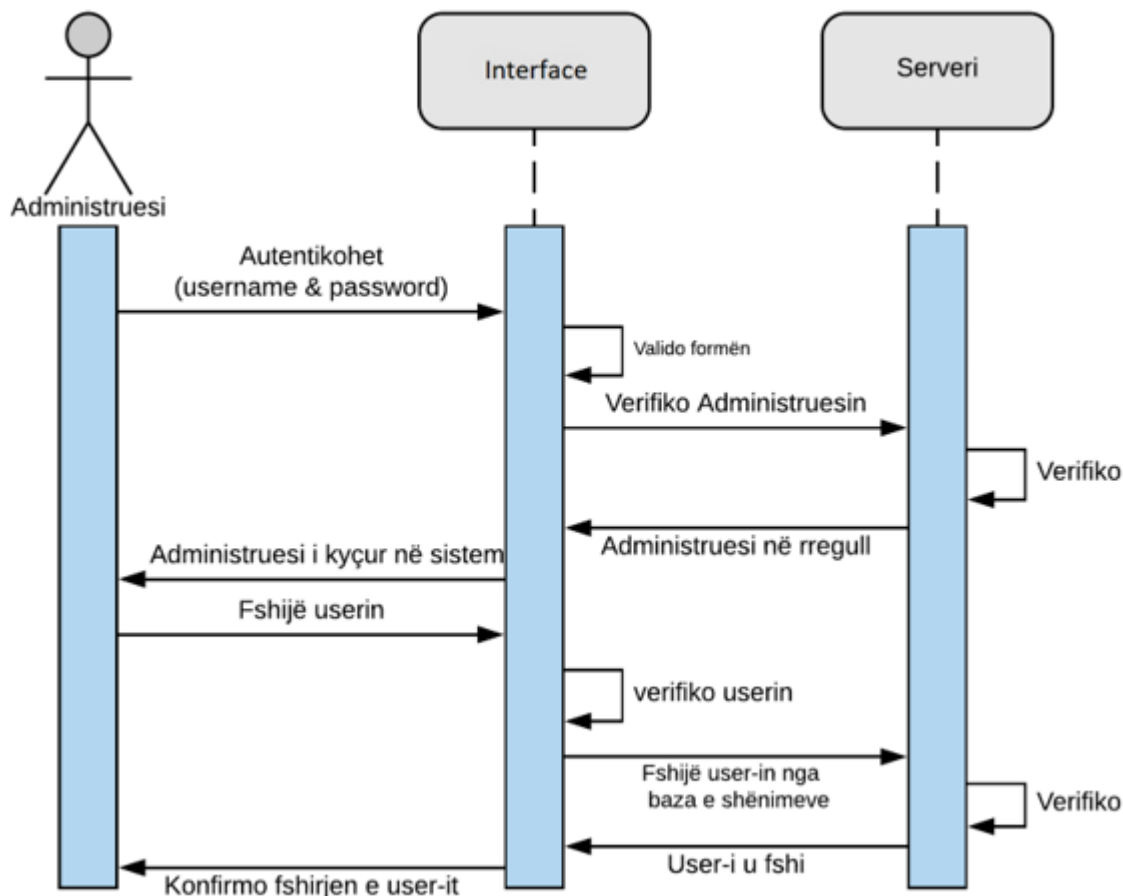 Interface
Serveri
Administruesi
Autentikohet
(username & password)
Valido formën
Verifiko Administruesin
Verifiko
Administruesi në rregull
Administruesi i kyçur në sistem
Fshijë userin
verifiko userin
Fshijë user-in nga
baza e shënimeve
Verifiko
User-i u fshi
Konfirmo fshirjen e user-it